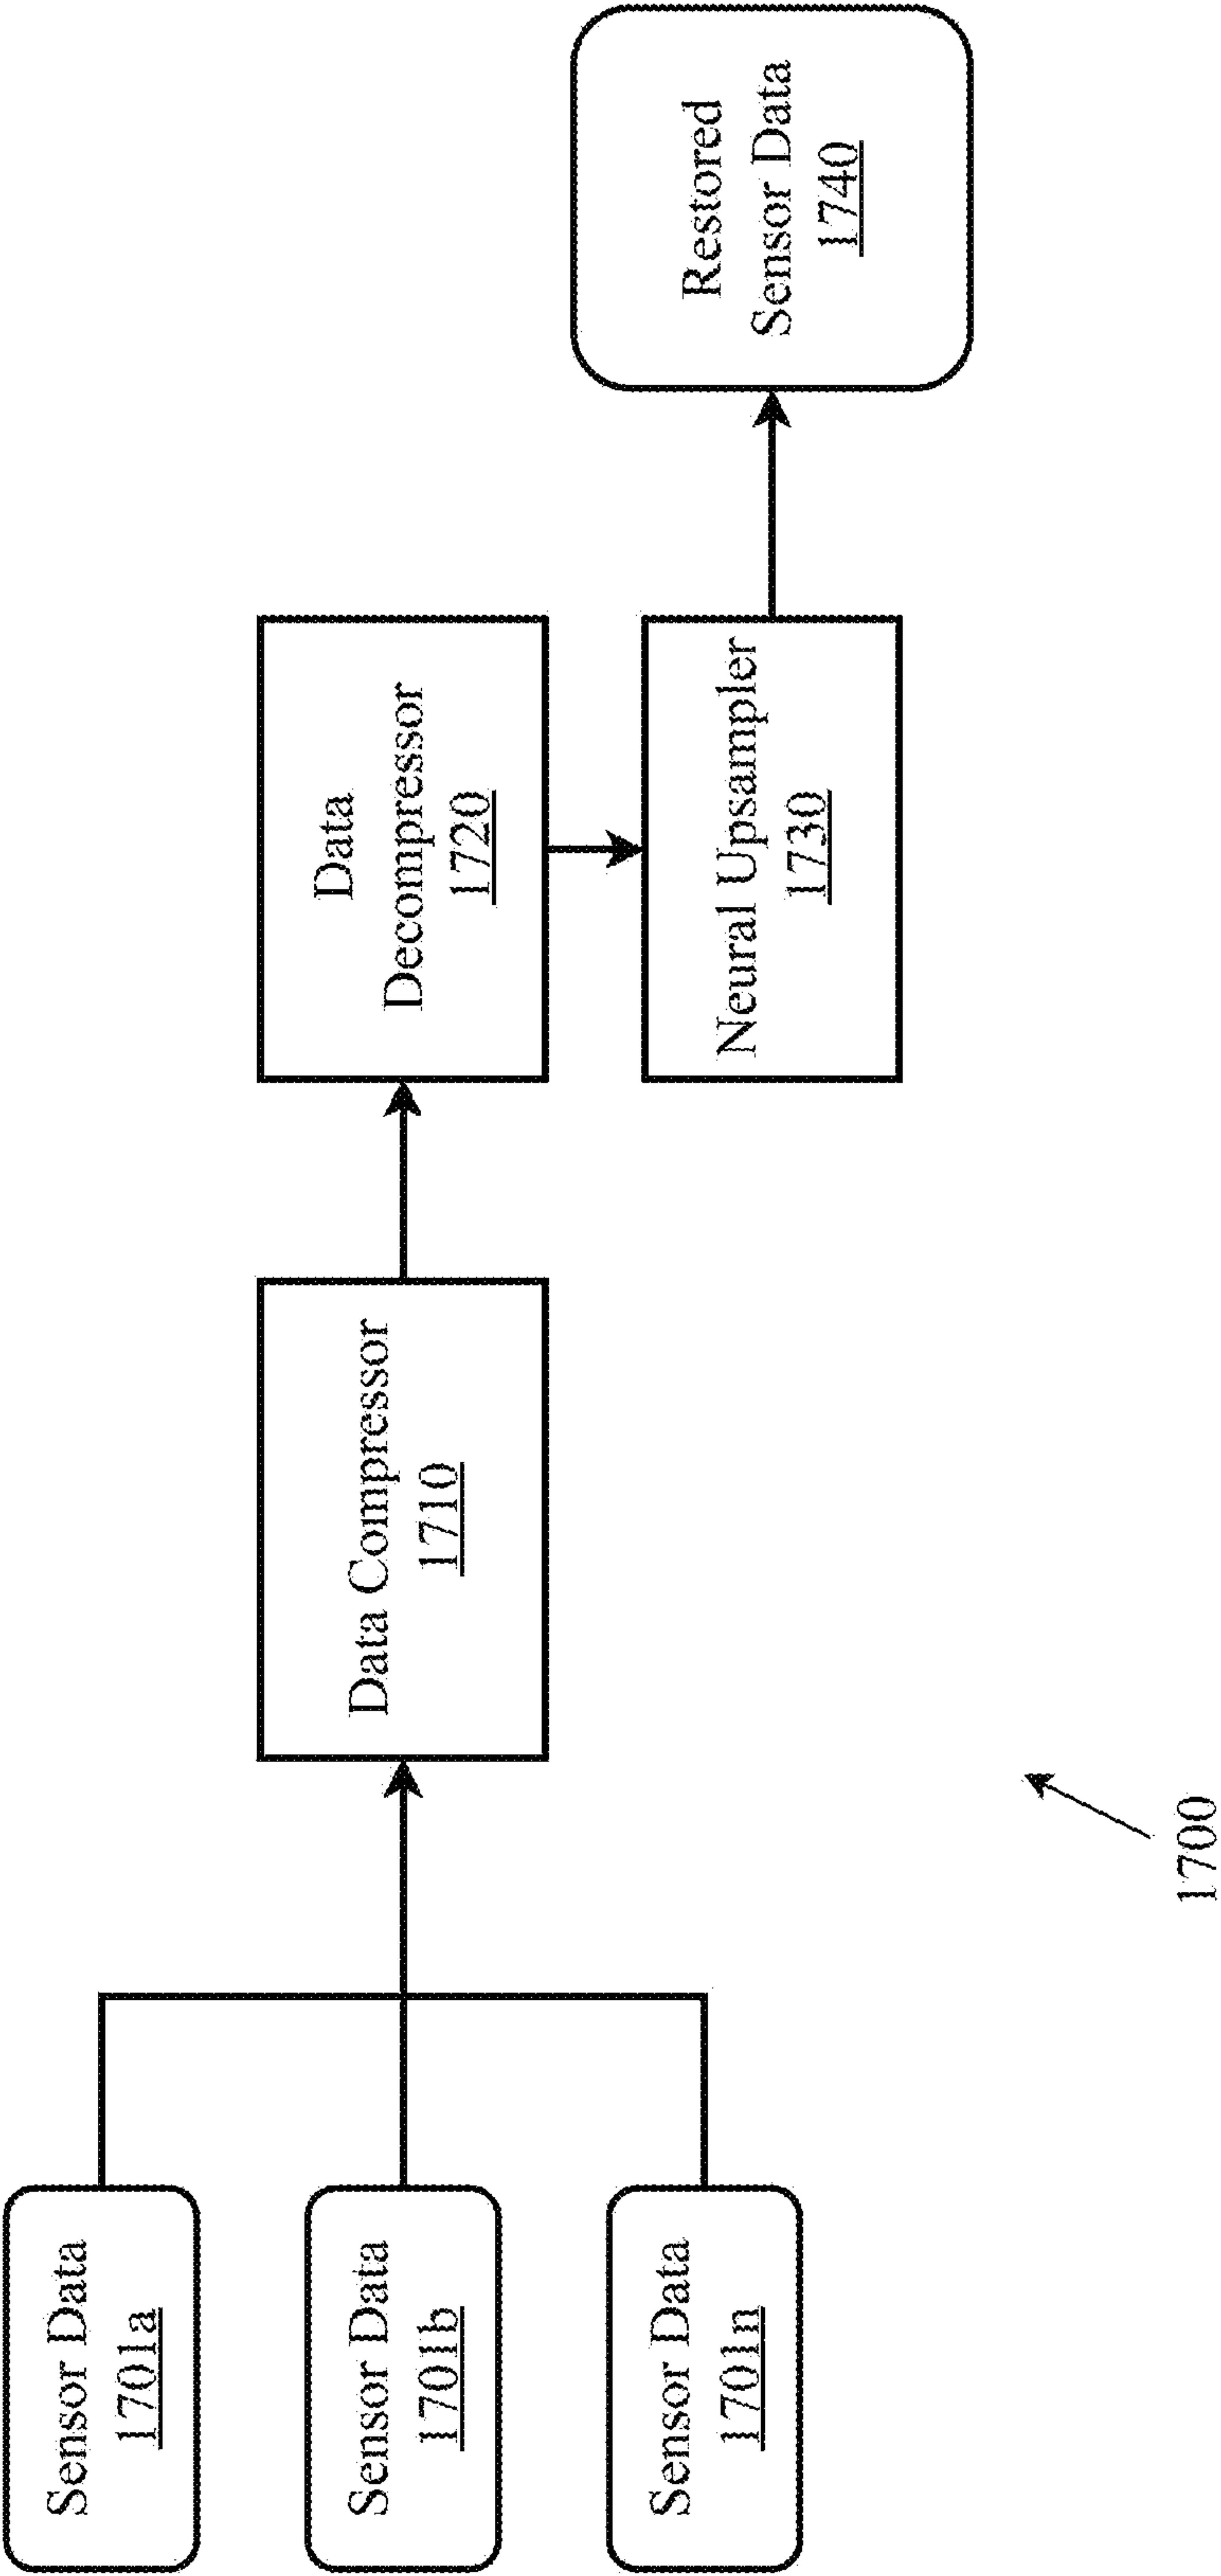 Sensor Data
1701a
Sensor Data
1701b
Sensor Data
1701n
Data Compressor
1710
Data
Decompressor
1720
Neural Upsampler
1730
Restored
Sensor Data
1740
1700